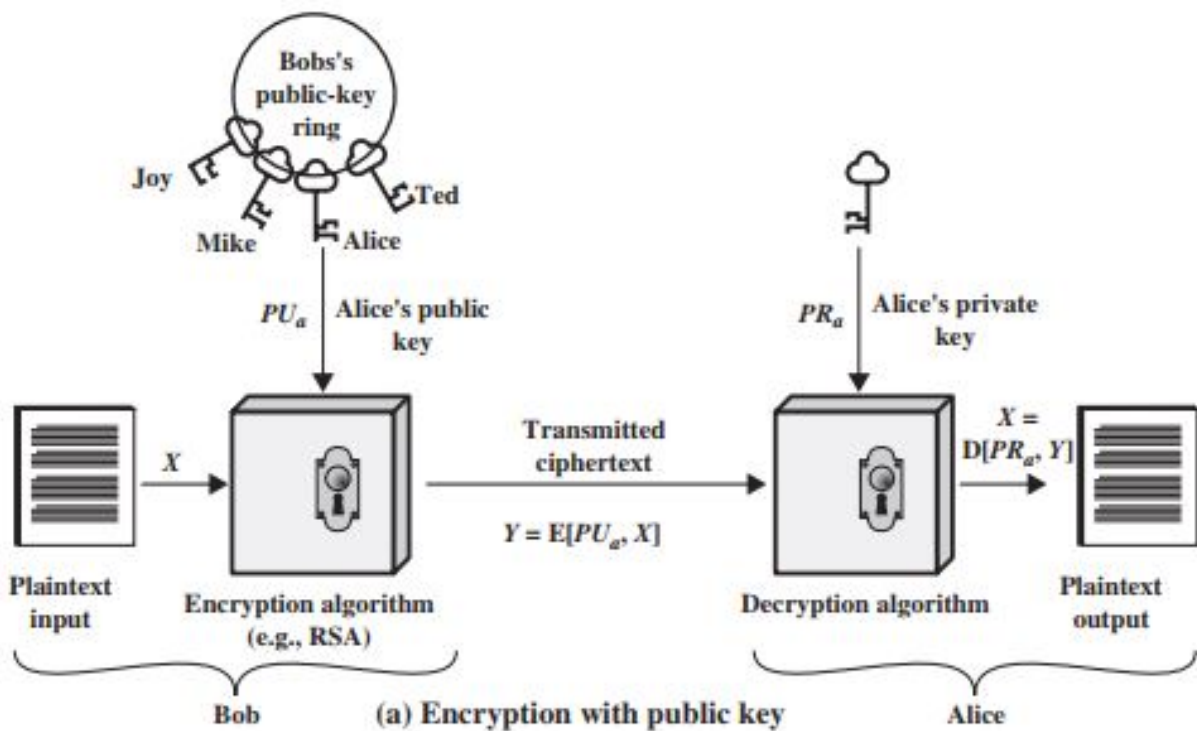 Bobs's
public-key
ring
Joy
Ted
Mike
Alice
PUa
Alice's public
key
PRa
Alice's private
key
X
Transmitted
ciphertext
X =
D[PRa, Y]
Y = E[PUa, X]
Plaintext
input
Encryption algorithm
(e.g., RSA)
Decryption algorithm
Plaintext
output
Bob
(a) Encryption with public key
Alice